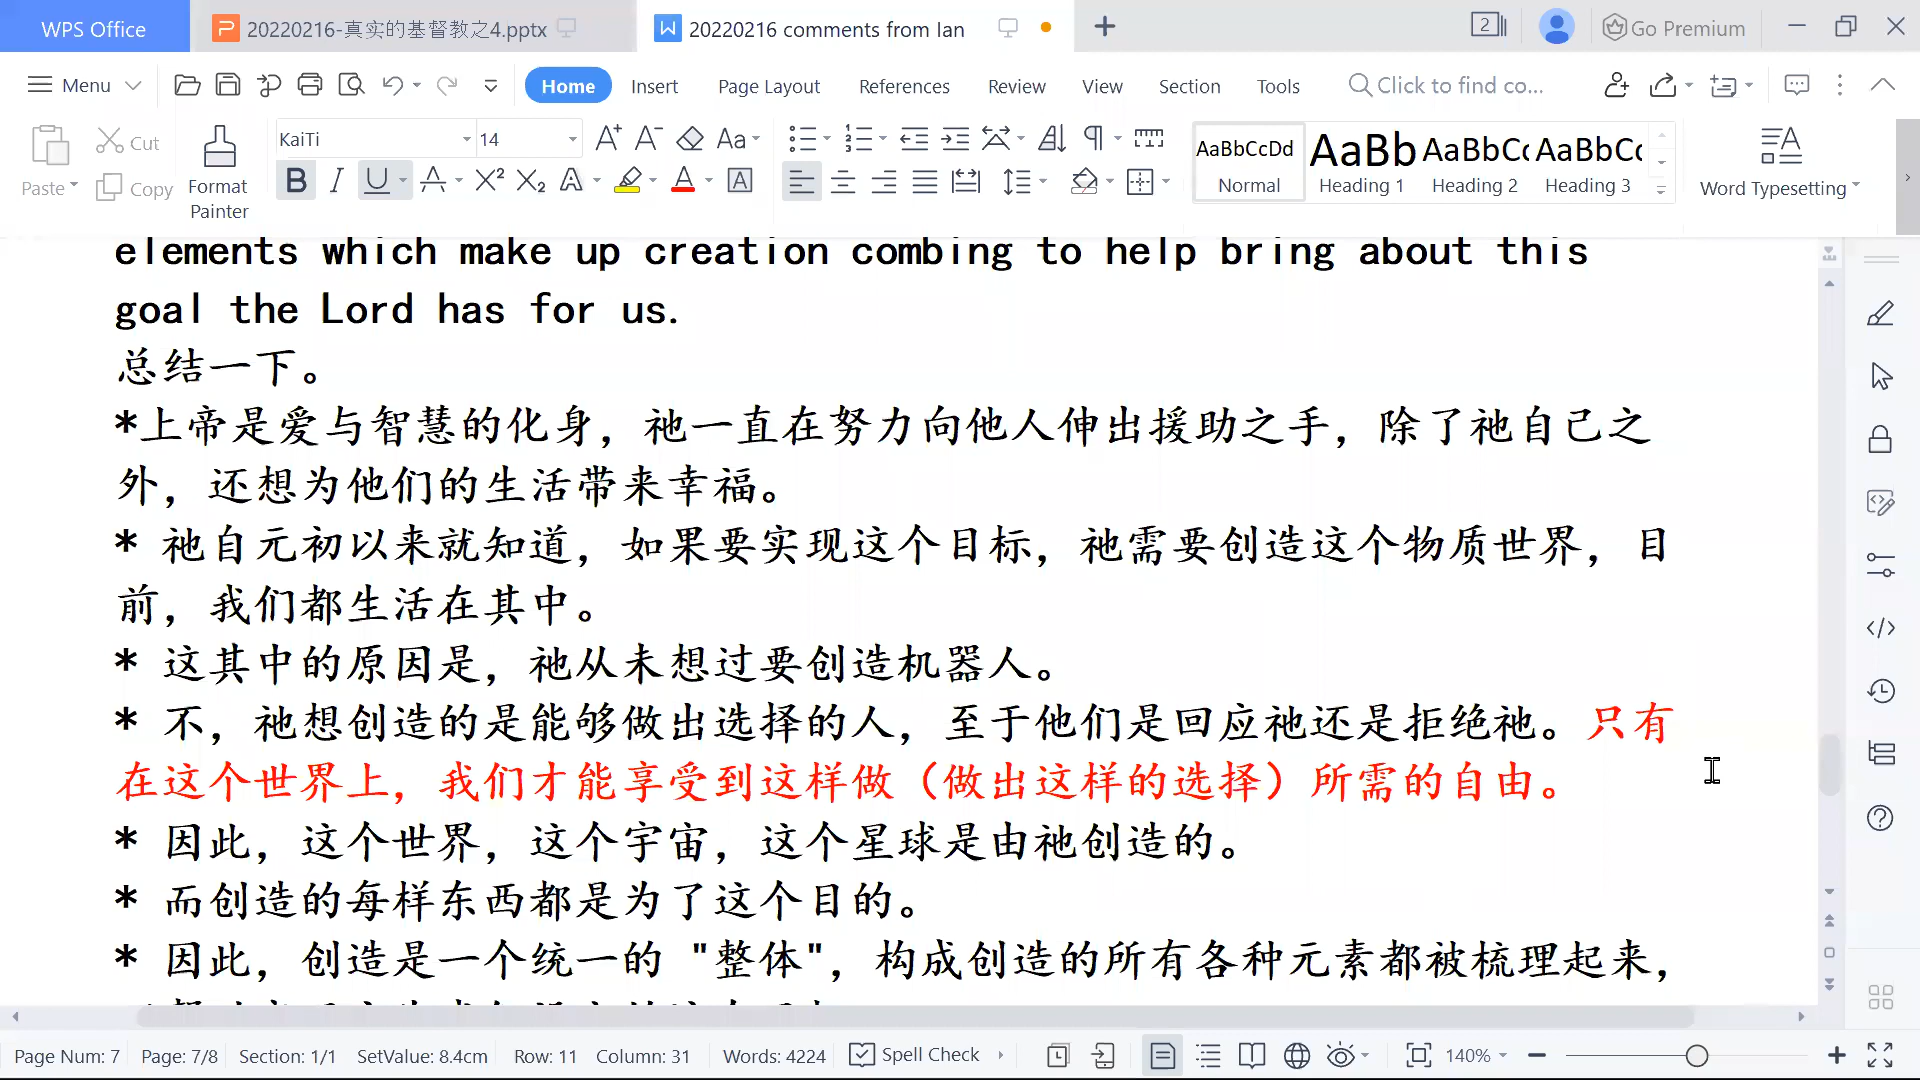 WPS Office
20220216-真实的基督教之4.pptx
20220216 comments from Ian
2
Go Premium
Menu
Home
Insert
Page Layout
References
Review
View
Section
Tools
Click to find co...
Paste
Cut
Copy
Format Painter
KaiTi
14
AaBbCcDd
Normal
AaBb
Heading 1
AaBbCc
Heading 2
AaBbCc
Heading 3
Word Typesetting
elements which make up creation combing to help bring about this
goal the Lord has for us.
总结一下。
*上帝是爱与智慧的化身，祂一直在努力向他人伸出援助之手，除了祂自己之
外，还想为他们的生活带来幸福。
* 祂自元初以来就知道，如果要实现这个目标，祂需要创造这个物质世界，目
前，我们都生活在其中。
* 这其中的原因是，祂从未想过要创造机器人。
* 不，祂想创造的是能够做出选择的人，至于他们是回应祂还是拒绝祂。只有
在这个世界上，我们才能享受到这样做（做出这样的选择）所需的自由。
* 因此，这个世界，这个宇宙，这个星球是由祂创造的。
* 而创造的每样东西都是为了这个目的。
* 因此，创造是一个统一的 "整体"，构成创造的所有各种元素都被梳理起来，
Page Num: 7
Page: 7/8
Section: 1/1
SetValue: 8.4cm
Row: 11
Column: 31
Words: 4224
Spell Check
140%